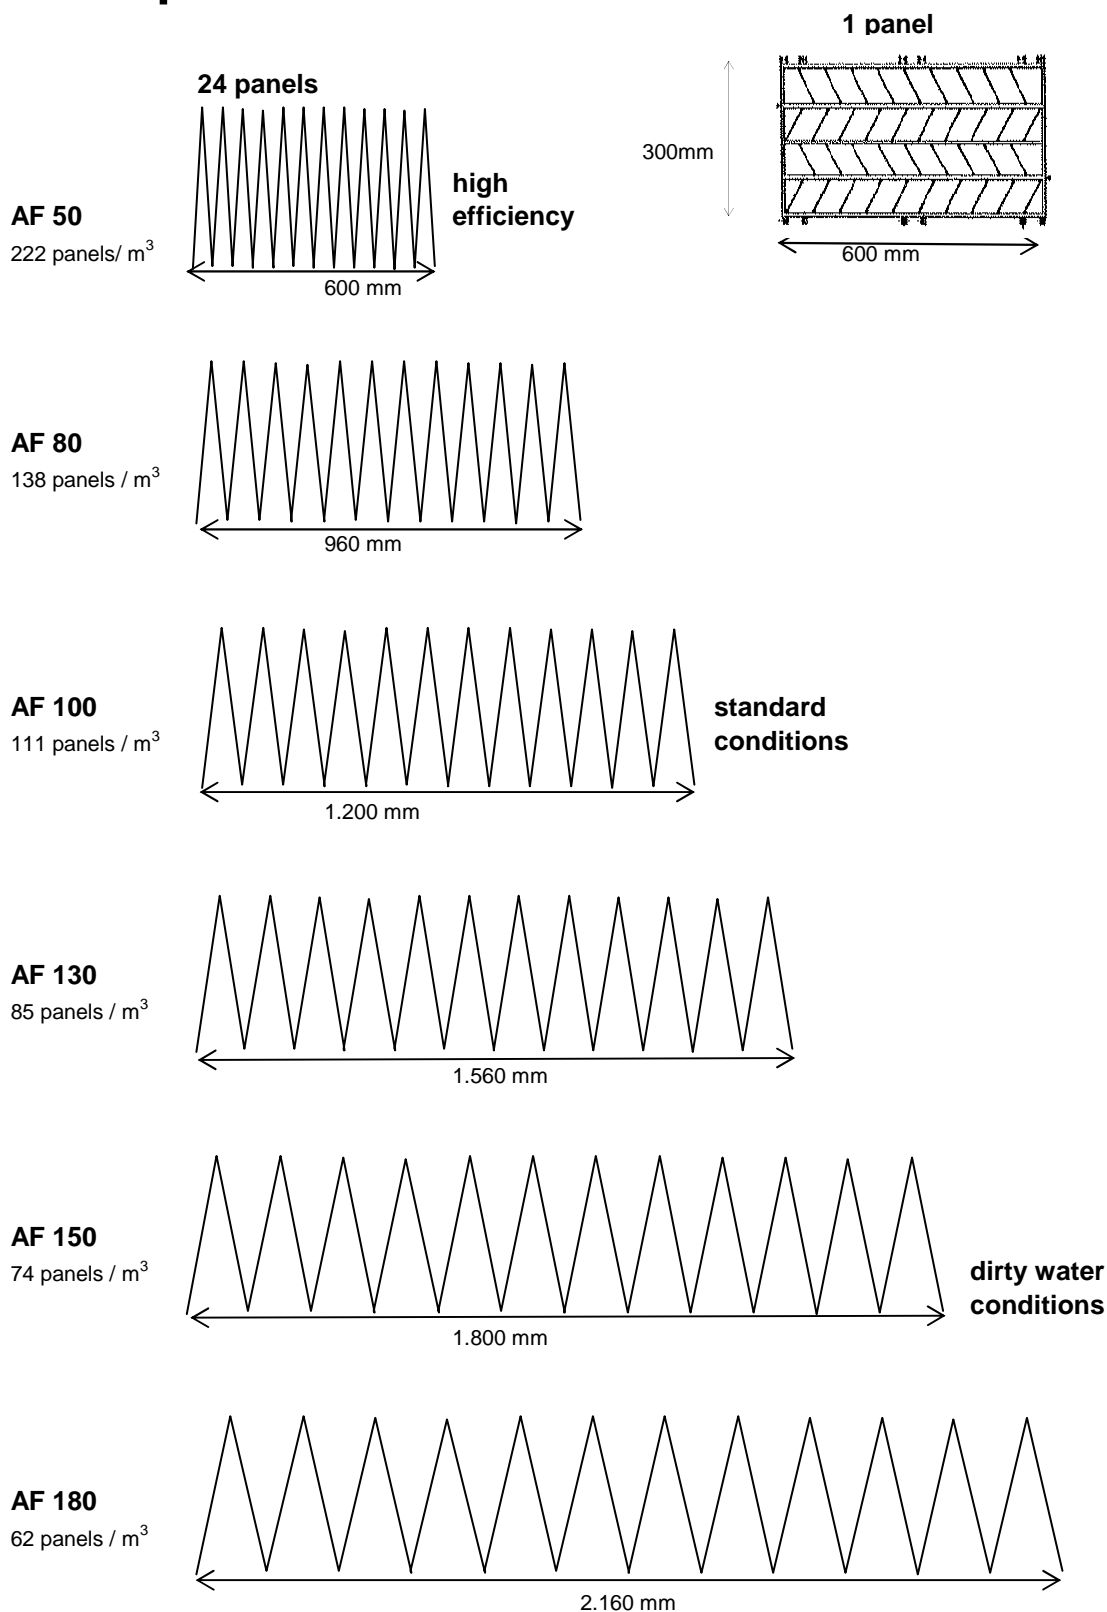 1 panel
24 panels
300mm
high
efficiency
AF 50
222 panels/ m³
600 mm
600 mm
AF 80
138 panels / m³
960 mm
AF 100
111 panels / m³
standard
conditions
1.200 mm
AF 130
85 panels / m³
1.560 mm
AF 150
74 panels / m³
dirty water
conditions
1.800 mm
AF 180
62 panels / m³
2.160 mm